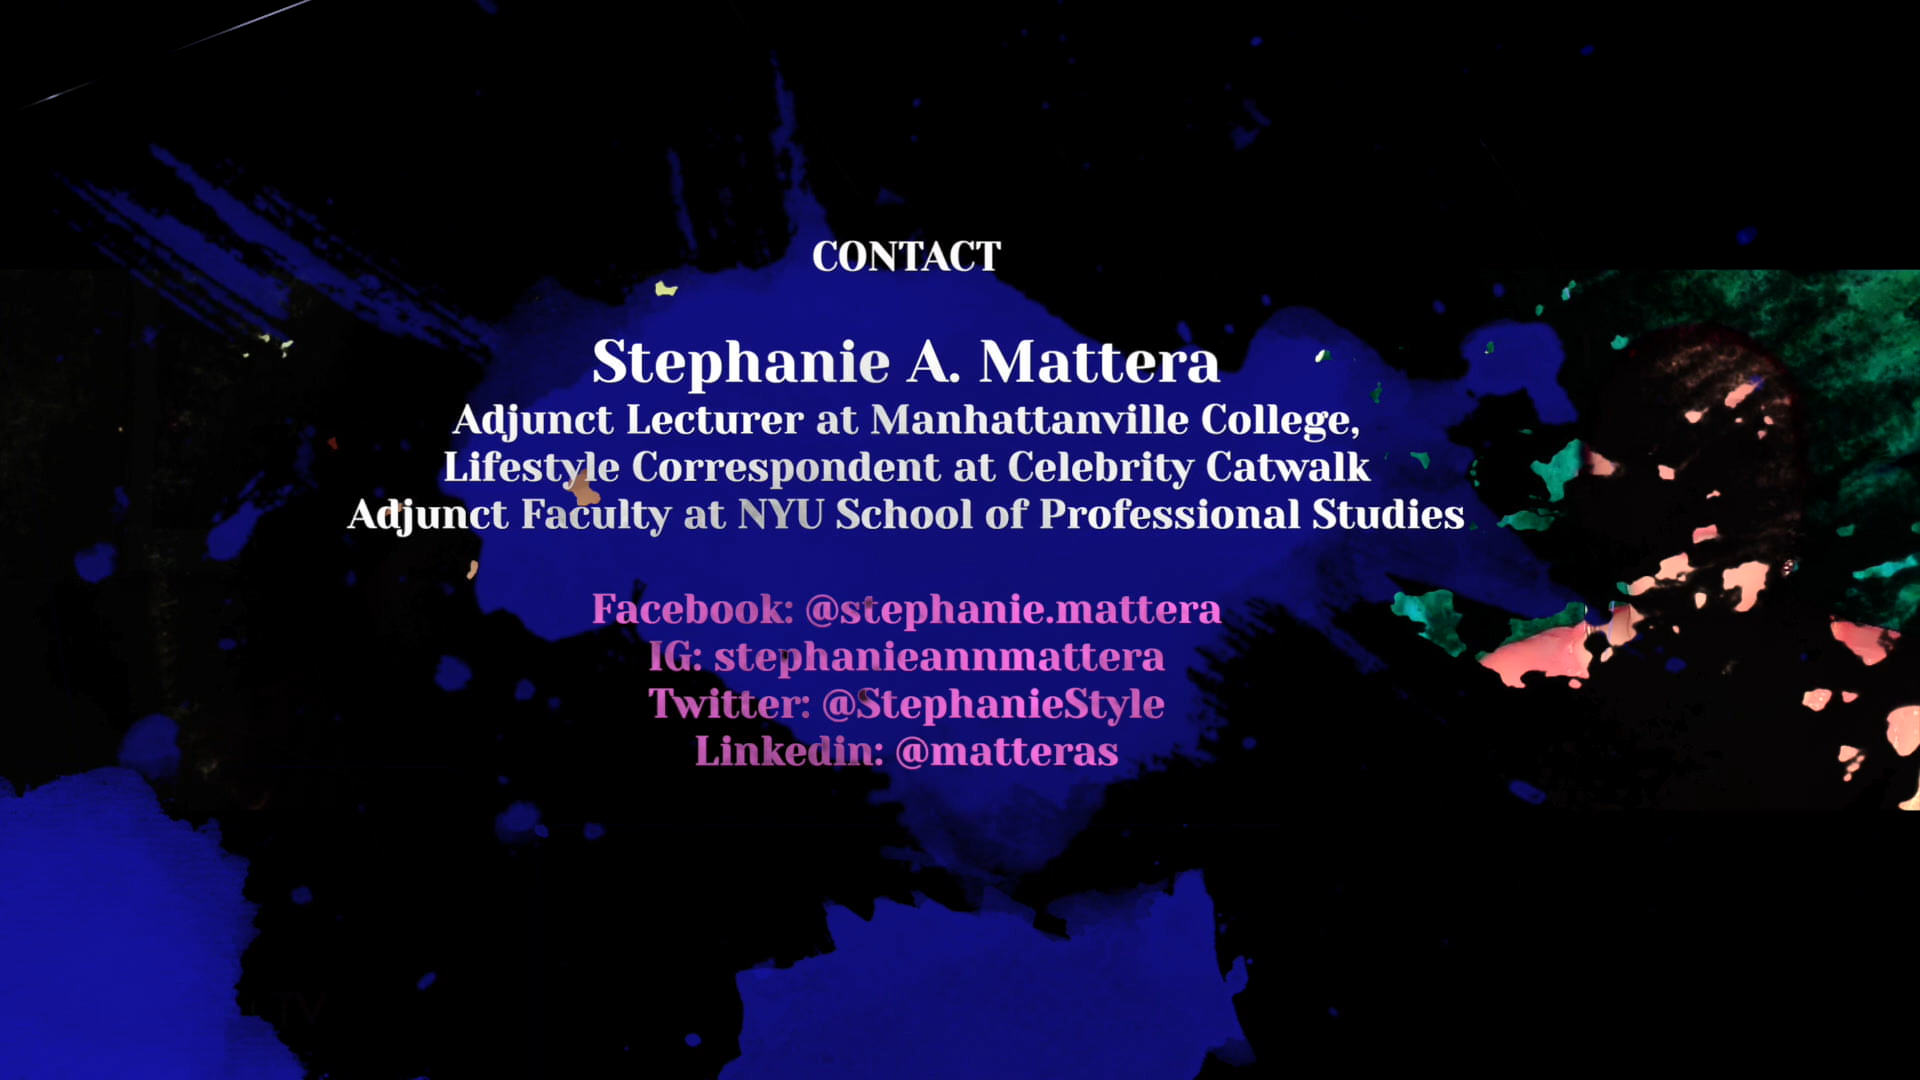 CONTACT
Stephanie A. Mattera
Adjunct Lecturer at Manhattanville College,
Lifestyle Correspondent at Celebrity Catwalk
Adjunct Faculty at NYU School of Professional Studies
Facebook: @stephanie.mattera
IG: stephanieannmattera
Twitter: @StephanieStyle
Linkedin: @matteras